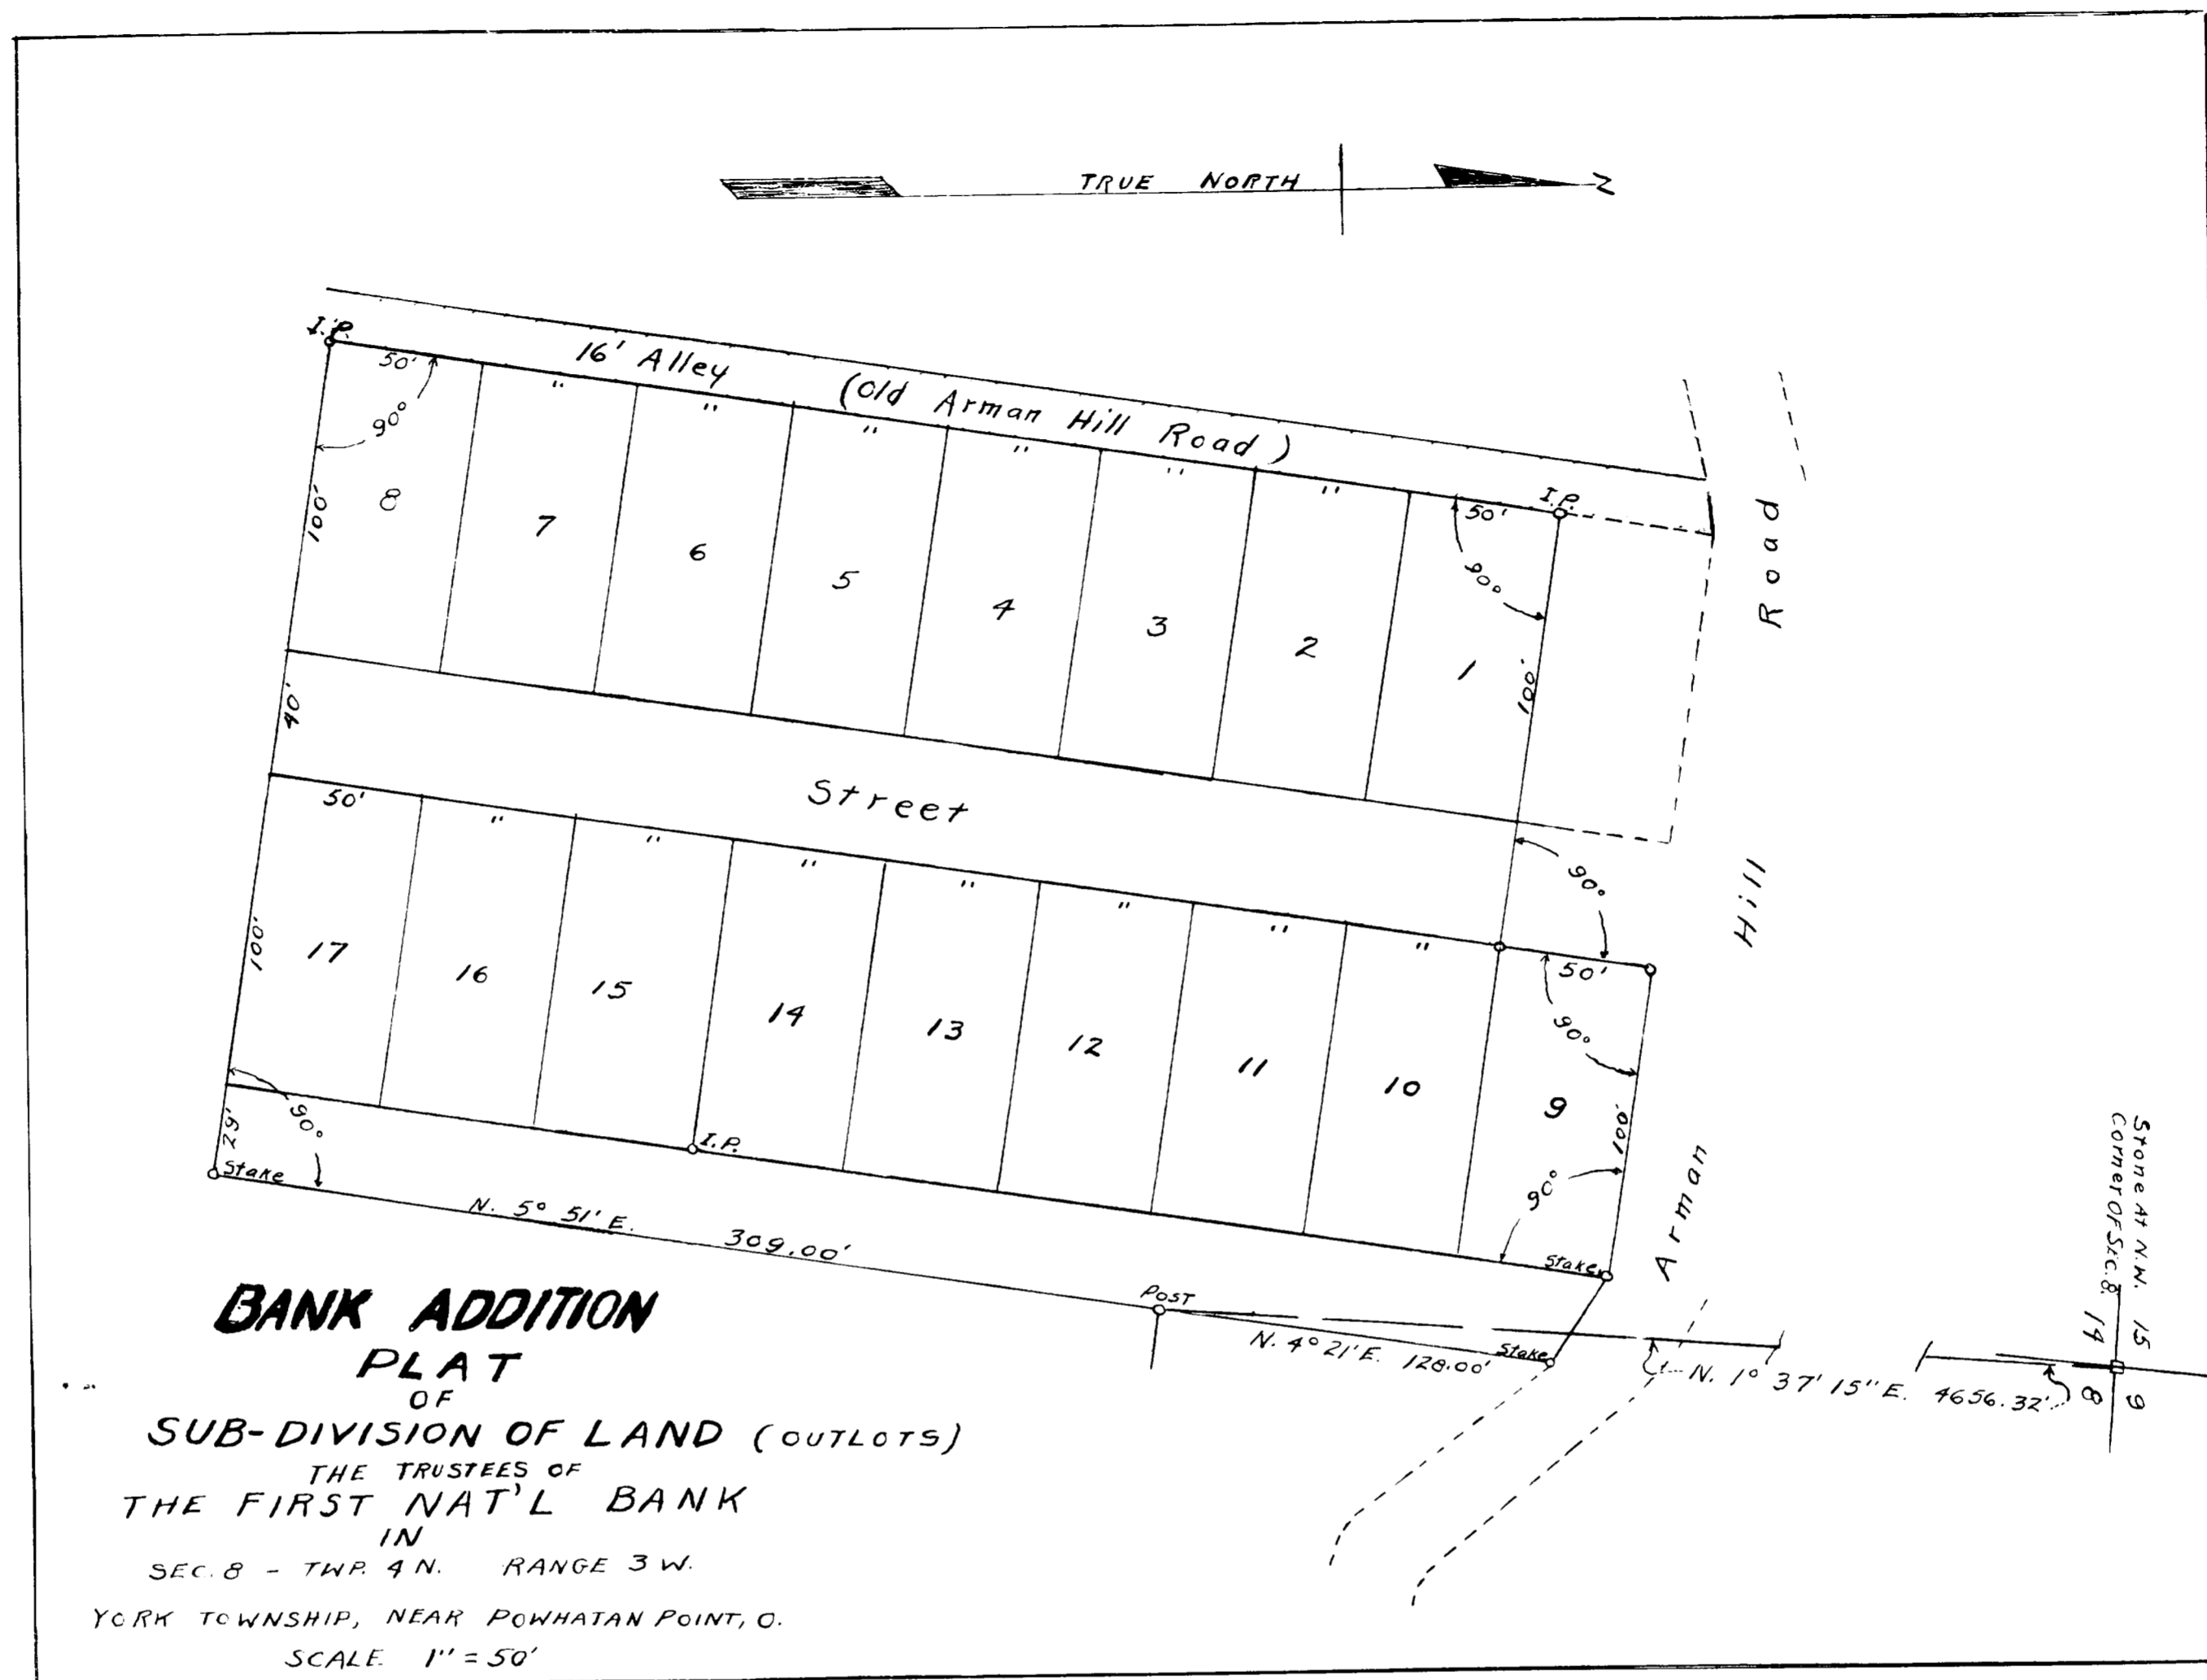 TRUE NORTH
N
I.P.
50'
16' Alley (Old Arman Hill Road)
" " " " " "
I.P.
50'
90°
90°
100'
8
7
6
5
4
3
2
1
100'
Road
40'
Street
50'
" " " " " " "
90°
50'
90°
Hill
100'
17
16
15
14
13
12
11
10
9
100'
90°
29'
90°
Stake
I.P.
Stake
Arman
N. 5° 51' E. 309.00'
Post
N. 4° 21' E. 128.00'
Stake
N. 1° 37' 15" E. 4656.32'
Stone At N.W.
Corner Of Sec. 8.
15
14
9
8
BANK ADDITION
PLAT
OF
SUB-DIVISION OF LAND (OUTLOTS)
THE TRUSTEES OF
THE FIRST NAT'L BANK
IN
SEC. 8 - TWP. 4 N. RANGE 3 W.
YORK TOWNSHIP, NEAR POWHATAN POINT, O.
SCALE 1" = 50'